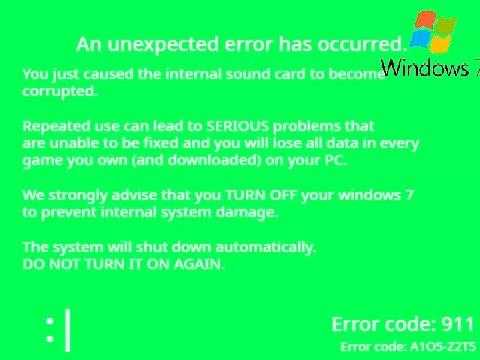 An unexpected error has occurred.
Windows 7
You just caused the internal sound card to become
corrupted.
Repeated use can lead to SERIOUS problems that
are unable to be fixed and you will lose all data in every
game you own (and downloaded) on your PC.
We strongly advise that you TURN OFF your windows 7
to prevent internal system damage.
The system will shut down automatically.
DO NOT TURN IT ON AGAIN.
:|
Error code: 911
Error code: A1O5-Z2T5